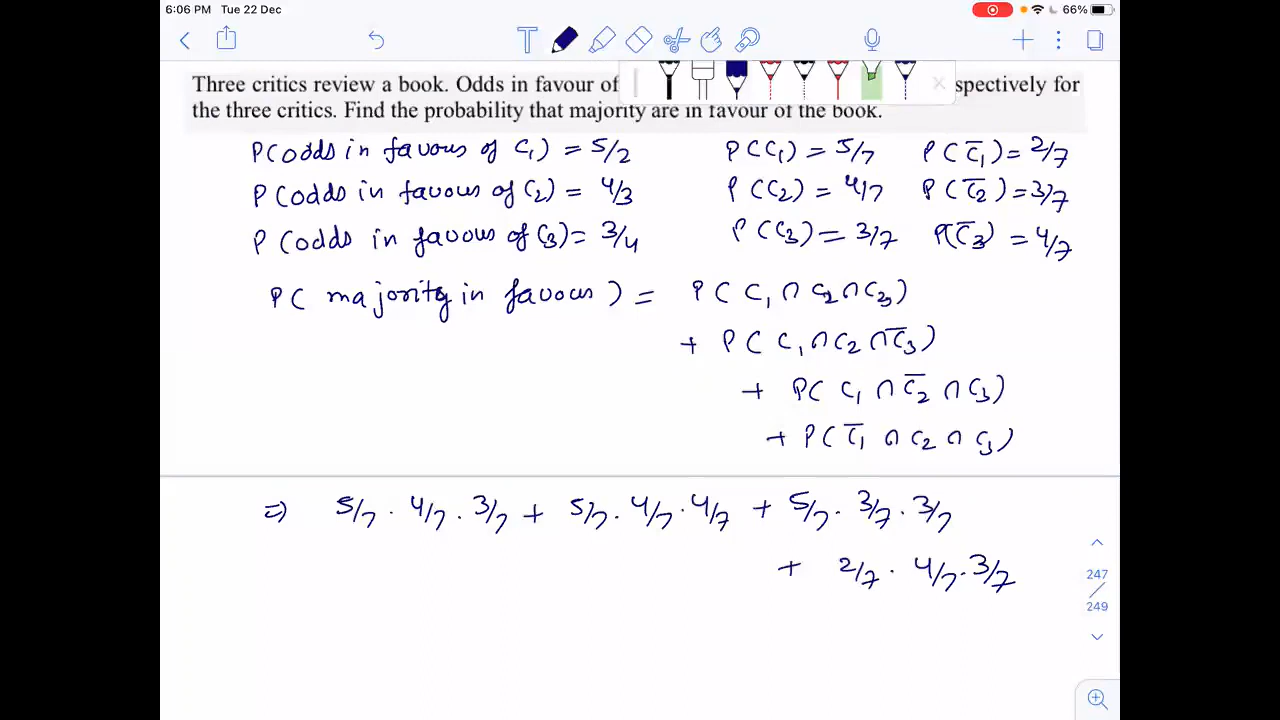 6:06 PM Tue 22 Dec
66%
Three critics review a book. Odds in favour of spectively for
the three critics. Find the probability that majority are in favour of the book.
P(odds in favour of C₁) = 5/2 P(C₁) = 5/7 P(C̅₁) = 2/7
P(odds in favour of C₂) = 4/3 P(C₂) = 4/7 P(C̅₂) = 3/7
P(odds in favour of C₃) = 3/4 P(C₃) = 3/7 P(C̅₃) = 4/7
P( majority in favour ) = P( C₁ ∩ C₂ ∩ C₃)
+ P( C₁ ∩ C₂ ∩ C̅₃)
+ P( C₁ ∩ C̅₂ ∩ C₃)
+ P( C̅₁ ∩ C₂ ∩ C₃)
=) 5/7 . 4/7 . 3/7 + 5/7 . 4/7 . 4/7 + 5/7 . 3/7 . 3/7
+ 2/7 . 4/7 . 3/7
247
/
249